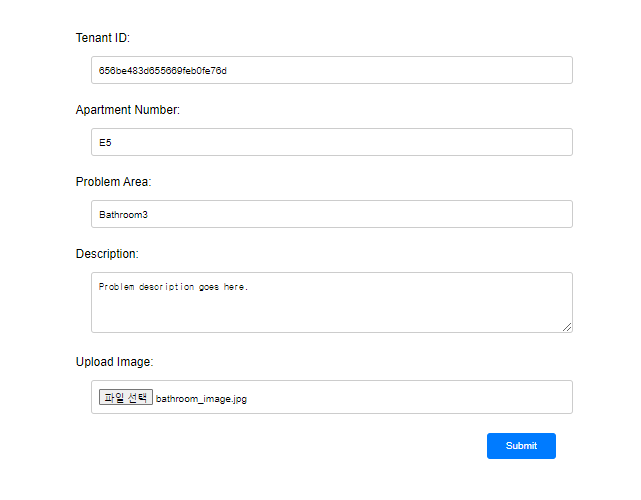 Tenant ID:
656be483d655669feb0fe76d
Apartment Number:
E5
Problem Area:
Bathroom3
Description:
Problem description goes here.
Upload Image:
파일 선택 bathroom_image.jpg
Submit